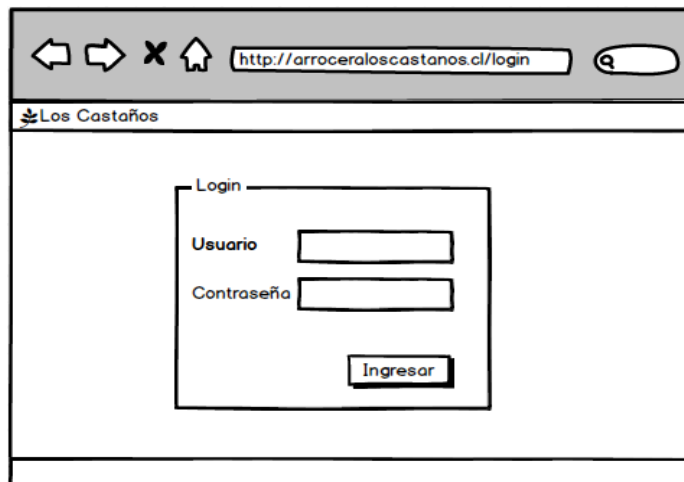 http://arroceraloscastanos.cl/login
Los Castaños
Login
Usuario
Contraseña
Ingresar